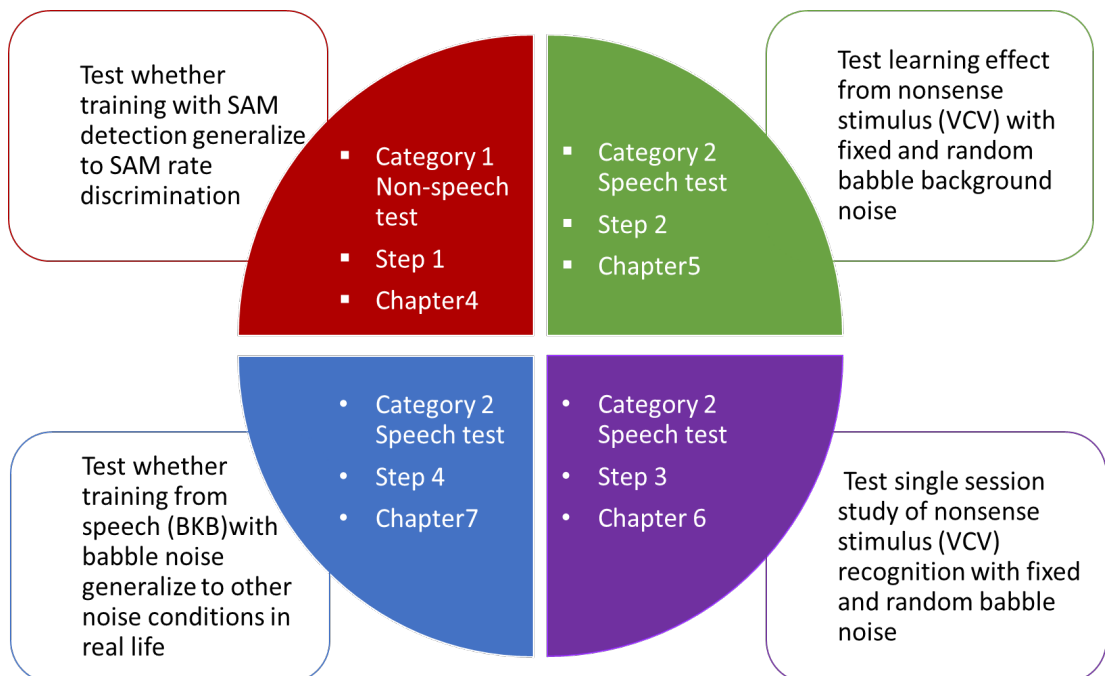 Test whether
training with SAM
detection generalize
to SAM rate
discrimination
▪ Category 1
Non-speech
test
▪ Step 1
▪ Chapter4
▪ Category 2
Speech test
▪ Step 2
▪ Chapter5
Test learning effect
from nonsense
stimulus (VCV) with
fixed and random
babble background
noise
Test whether
training from
speech (BKB)with
babble noise
generalize to other
noise conditions in
real life
• Category 2
Speech test
• Step 4
• Chapter7
• Category 2
Speech test
• Step 3
• Chapter 6
Test single session
study of nonsense
stimulus (VCV)
recognition with fixed
and random babble
noise